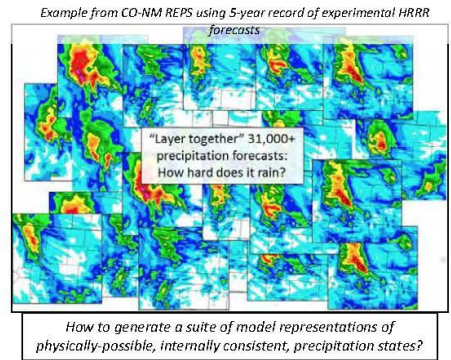 Example from CO-NM REPS using 5-year record of experimental HRRR
forecasts
“Layer together” 31,000+
precipitation forecasts:
How hard does it rain?
How to generate a suite of model representations of
physically-possible, internally consistent, precipitation states?